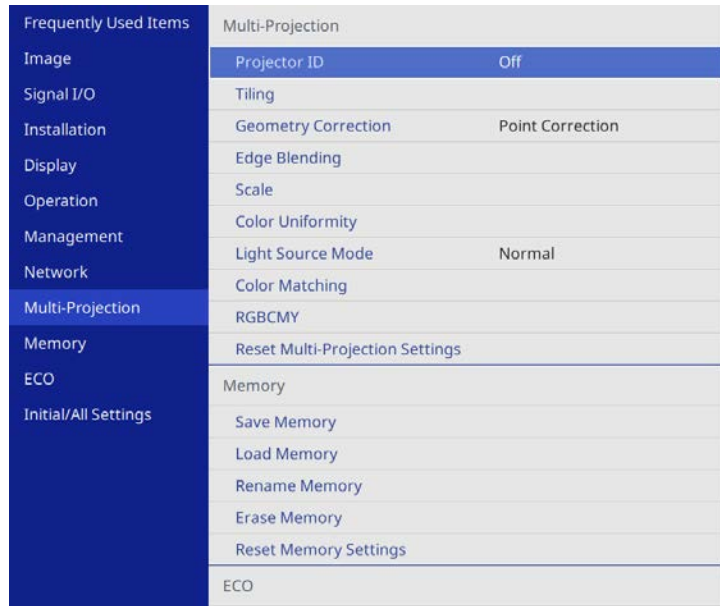 Frequently Used Items
Image
Signal I/O
Installation
Display
Operation
Management
Network
Multi-Projection
Memory
ECO
Initial/All Settings
Multi-Projection
Projector ID Off
Tiling
Geometry Correction Point Correction
Edge Blending
Scale
Color Uniformity
Light Source Mode Normal
Color Matching
RGBCMY
Reset Multi-Projection Settings
Memory
Save Memory
Load Memory
Rename Memory
Erase Memory
Reset Memory Settings
ECO